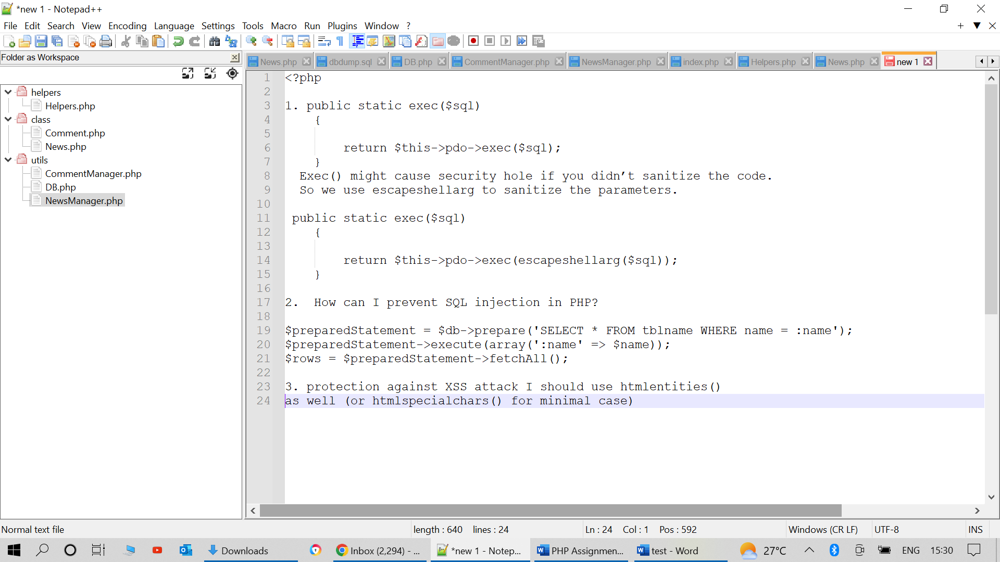 *new 1 - Notepad++
File Edit Search View Encoding Language Settings Tools Macro Run Plugins Window ?
Folder as Workspace
helpers
Helpers.php
class
Comment.php
News.php
utils
CommentManager.php
DB.php
NewsManager.php
News.php dbdump.sql DB.php CommentManager.php NewsManager.php index.php Helpers.php News.php new 1
1 <?php
2
3 1. public static exec($sql)
4 {
5
6 return $this->pdo->exec($sql);
7 }
8 Exec() might cause security hole if you didn’t sanitize the code.
9 So we use escapeshellarg to sanitize the parameters.
10
11 public static exec($sql)
12 {
13
14 return $this->pdo->exec(escapeshellarg($sql));
15 }
16
17 2. How can I prevent SQL injection in PHP?
18
19 $preparedStatement = $db->prepare('SELECT * FROM tblname WHERE name = :name');
20 $preparedStatement->execute(array(':name' => $name));
21 $rows = $preparedStatement->fetchAll();
22
23 3. protection against XSS attack I should use htmlentities()
24 as well (or htmlspecialchars() for minimal case)
Normal text file length : 640 lines : 24 Ln : 24 Col : 1 Pos : 592 Windows (CR LF) UTF-8 INS
Downloads Inbox (2,294) - ... *new 1 - Notep... PHP Assignmen... test - Word 27°C ENG 15:30